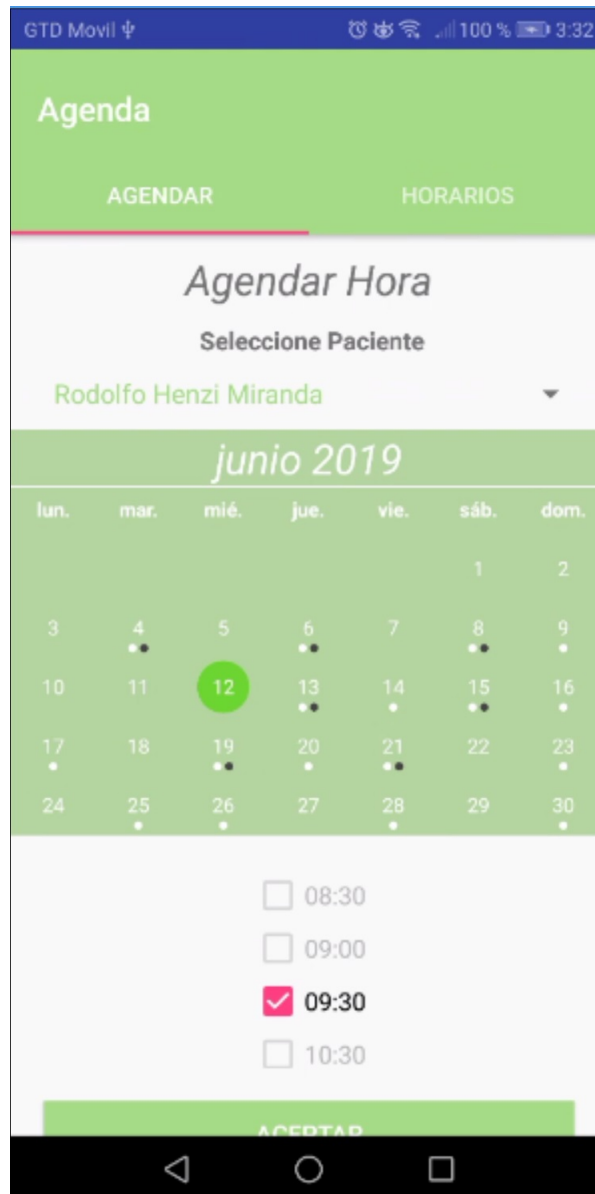 GTD Movil 100 % 3:32
Agenda
AGENDAR HORARIOS
Agendar Hora
Seleccione Paciente
Rodolfo Henzi Miranda
junio 2019
lun. mar. mié. jue. vie. sáb. dom.
1 2
3 4 5 6 7 8 9
10 11 12 13 14 15 16
17 18 19 20 21 22 23
24 25 26 27 28 29 30
08:30
09:00
09:30
10:30
ACEPTAR